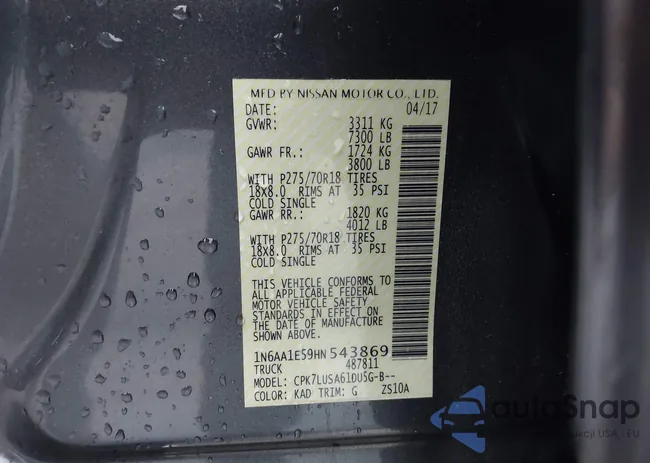 MFD BY NISSAN MOTOR CO., LTD.
DATE: 04/17
GVWR: 3311 KG
7300 LB
GAWR FR.: 1724 KG
3800 LB
WITH P275/70R18 TIRES
18X8.0 RIMS AT 35 PSI
COLD SINGLE
GAWR RR.: 1820 KG
4012 LB
WITH P275/70R18 TIRES
18X8.0 RIMS AT 35 PSI
COLD SINGLE
THIS VEHICLE CONFORMS TO
ALL APPLICABLE FEDERAL
MOTOR VEHICLE SAFETY
STANDARDS IN EFFECT ON
THE DATE OF MANUFACTURE
SHOWN ABOVE.
1N6AA1E59HN543869
TRUCK 487811
MODEL: CPK7LUSA61DU5G-B--
COLOR: KAD TRIM: G ZS10A
autoSnap
USA, EU